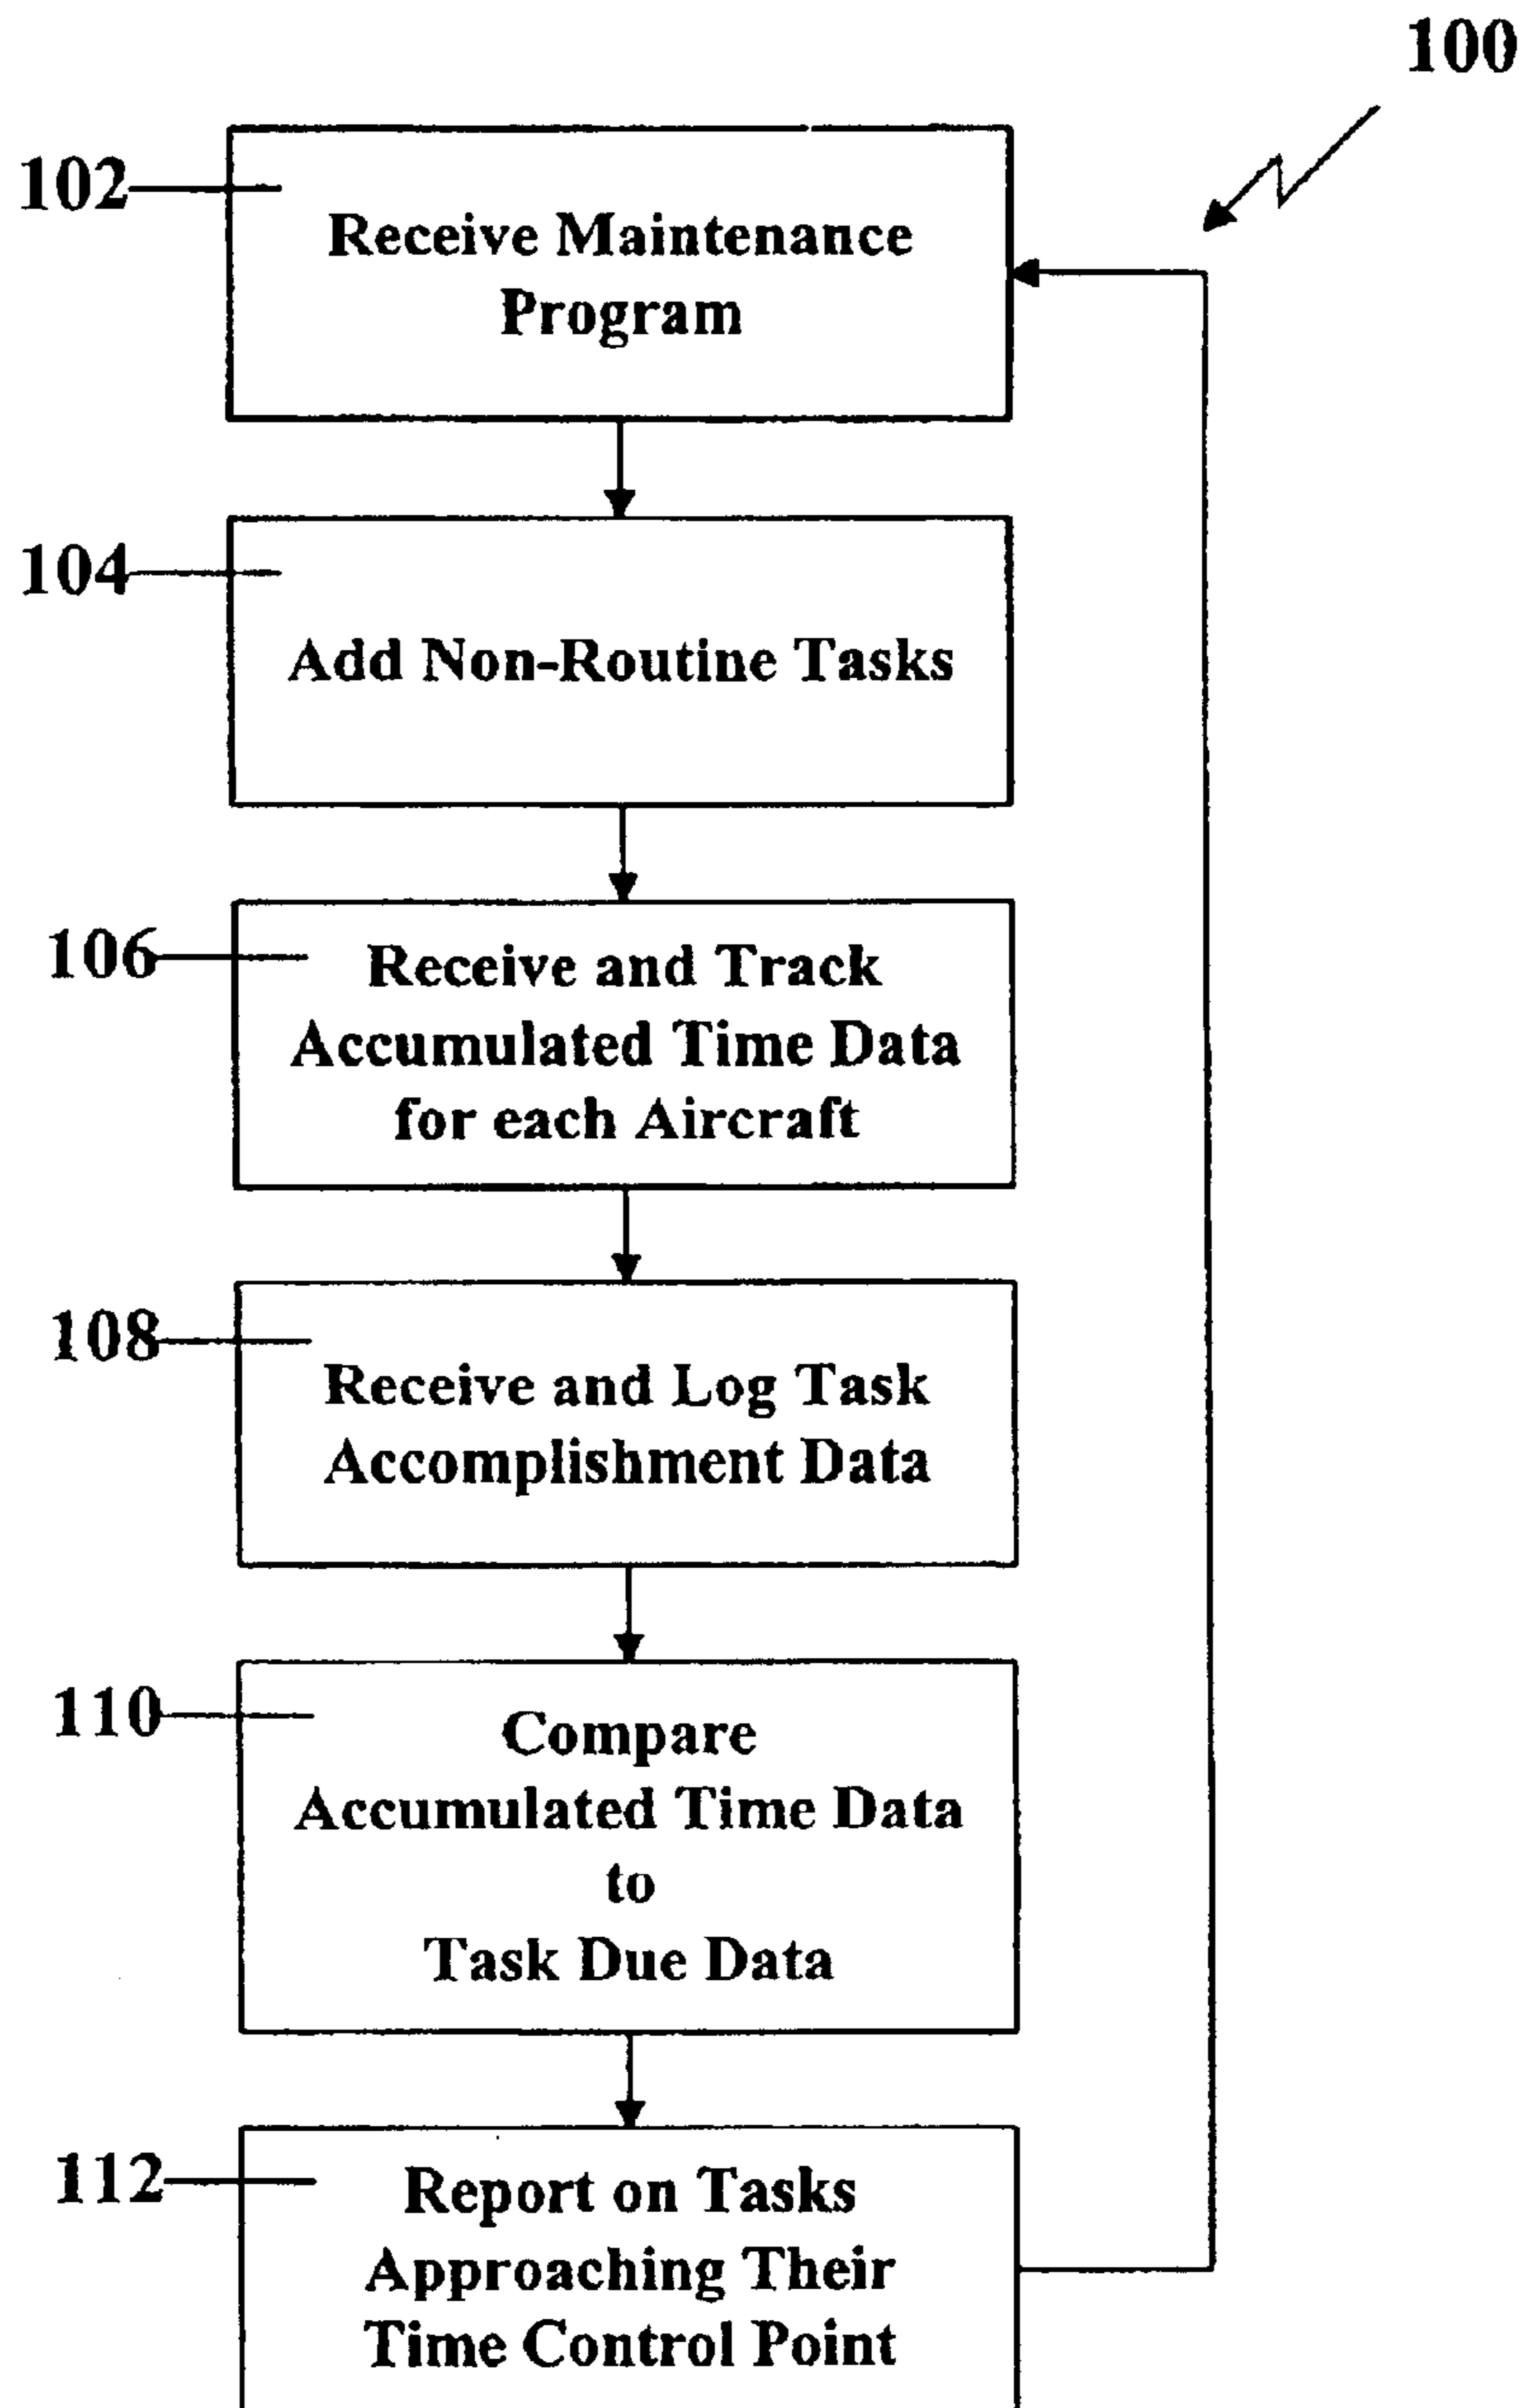 100
102
Receive Maintenance
Program
104
Add Non-Routine Tasks
106
Receive and Track
Accumulated Time Data
for each Aircraft
108
Receive and Log Task
Accomplishment Data
110
Compare
Accumulated Time Data
to
Task Due Data
112
Report on Tasks
Approaching Their
Time Control Point